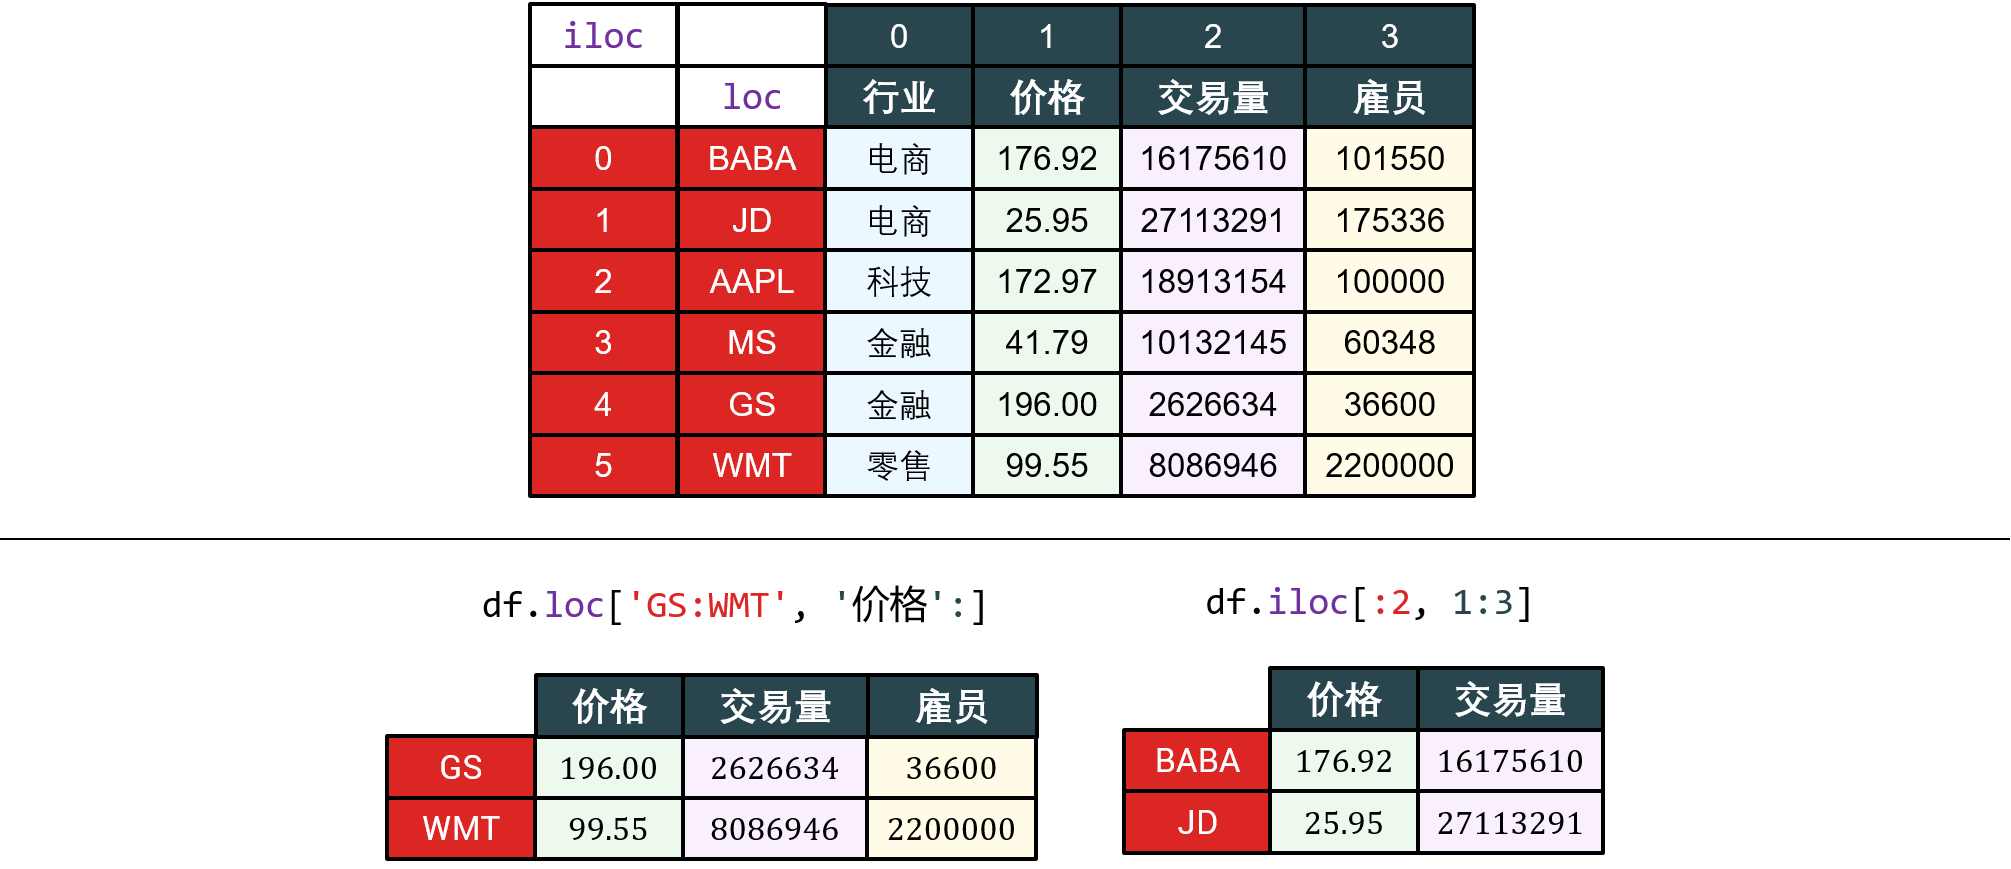 iloc 0 1 2 3
loc 行业 价格 交易量 雇员
0 BABA 电商 176.92 16175610 101550
1 JD 电商 25.95 27113291 175336
2 AAPL 科技 172.97 18913154 100000
3 MS 金融 41.79 10132145 60348
4 GS 金融 196.00 2626634 36600
5 WMT 零售 99.55 8086946 2200000
df.loc['GS:WMT', '价格':]
价格 交易量 雇员
GS 196.00 2626634 36600
WMT 99.55 8086946 2200000
df.iloc[:2, 1:3]
价格 交易量
BABA 176.92 16175610
JD 25.95 27113291